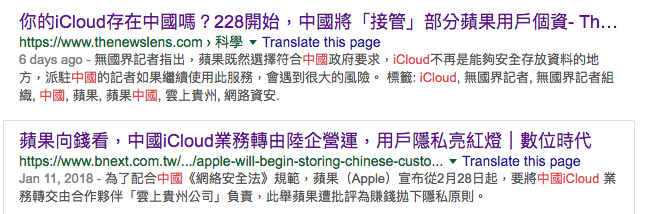 你的iCloud存在中國嗎？228開始，中國將「接管」部分蘋果用戶個資- Th...
https://www.thenewslens.com › 科學 ▼ Translate this page
6 days ago - 無國界記者指出，蘋果既然選擇符合中國政府要求，iCloud不再是能夠安全存放資料的地
方，派駐中國的記者如果繼續使用此服務，會遇到很大的風險。 標籤: iCloud, 無國界記者, 無國界記者組
織, 中國, 蘋果, 蘋果中國, 雲上貴州, 網路資安.
蘋果向錢看，中國iCloud業務轉由陸企營運，用戶隱私亮紅燈｜數位時代
https://www.bnext.com.tw/.../apple-will-begin-storing-chinese-custo... ▼ Translate this page
Jan 11, 2018 - 為了配合中國《網絡安全法》規範，蘋果（Apple）宣布從2月28日起，要將中國iCloud 業
務轉交由合作夥伴「雲上貴州公司」負責，此舉蘋果遭批評為賺錢拋下隱私原則。